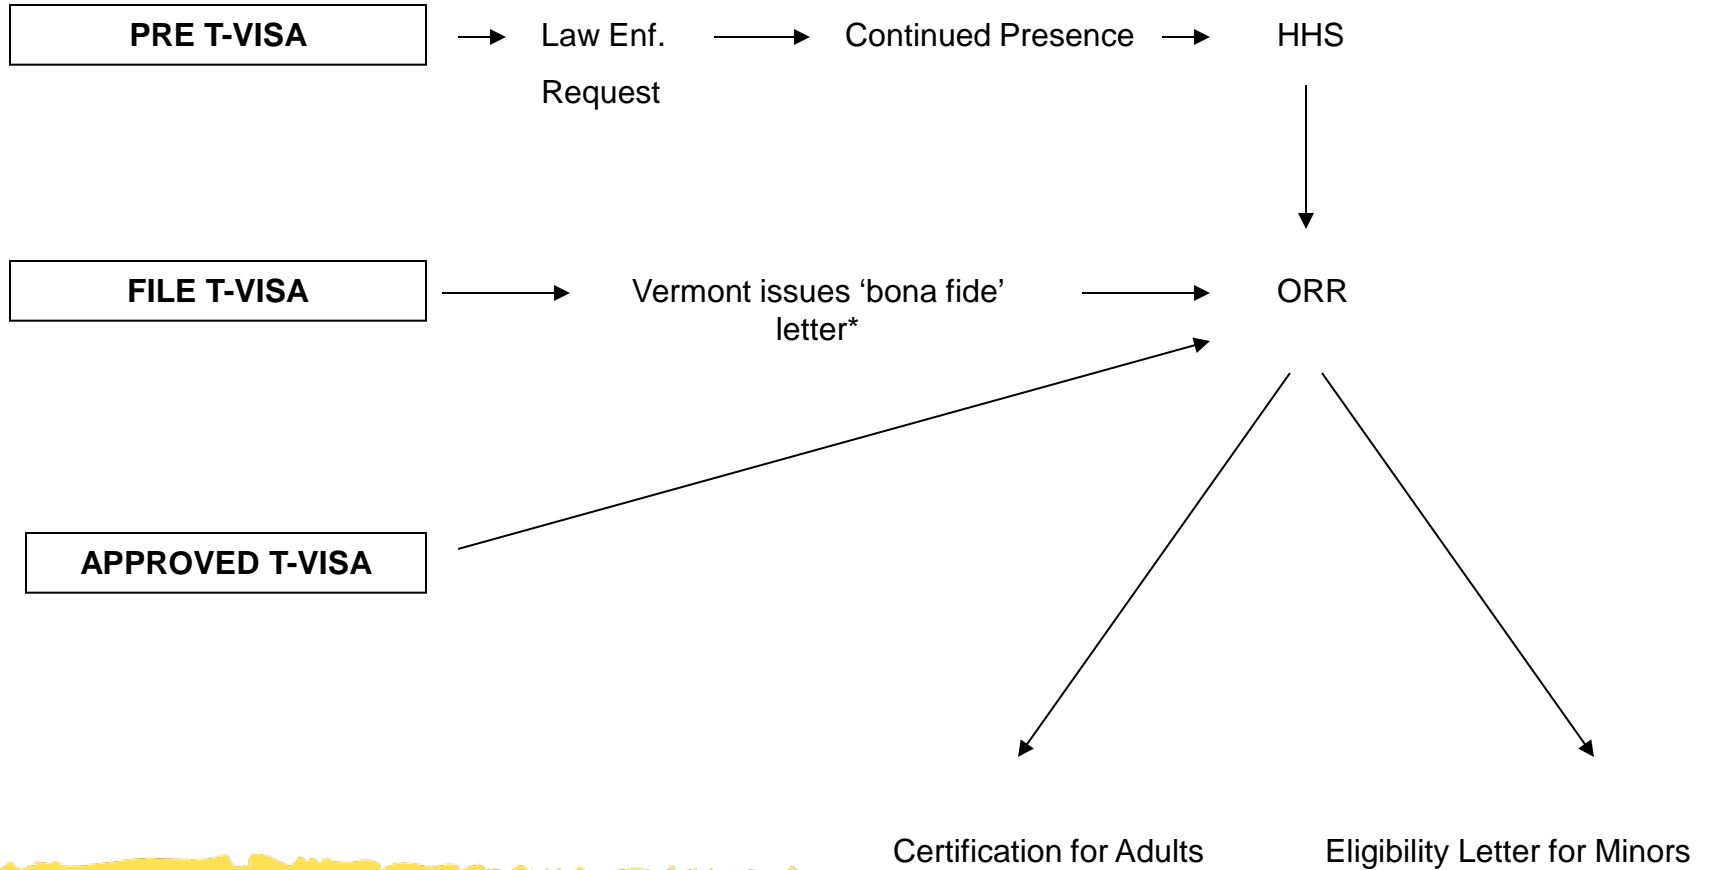 PRE T-VISA
Law Enf.
Request
Continued Presence
HHS
FILE T-VISA
Vermont issues ‘bona fide’
letter*
ORR
APPROVED T-VISA
Certification for Adults
Eligibility Letter for Minors